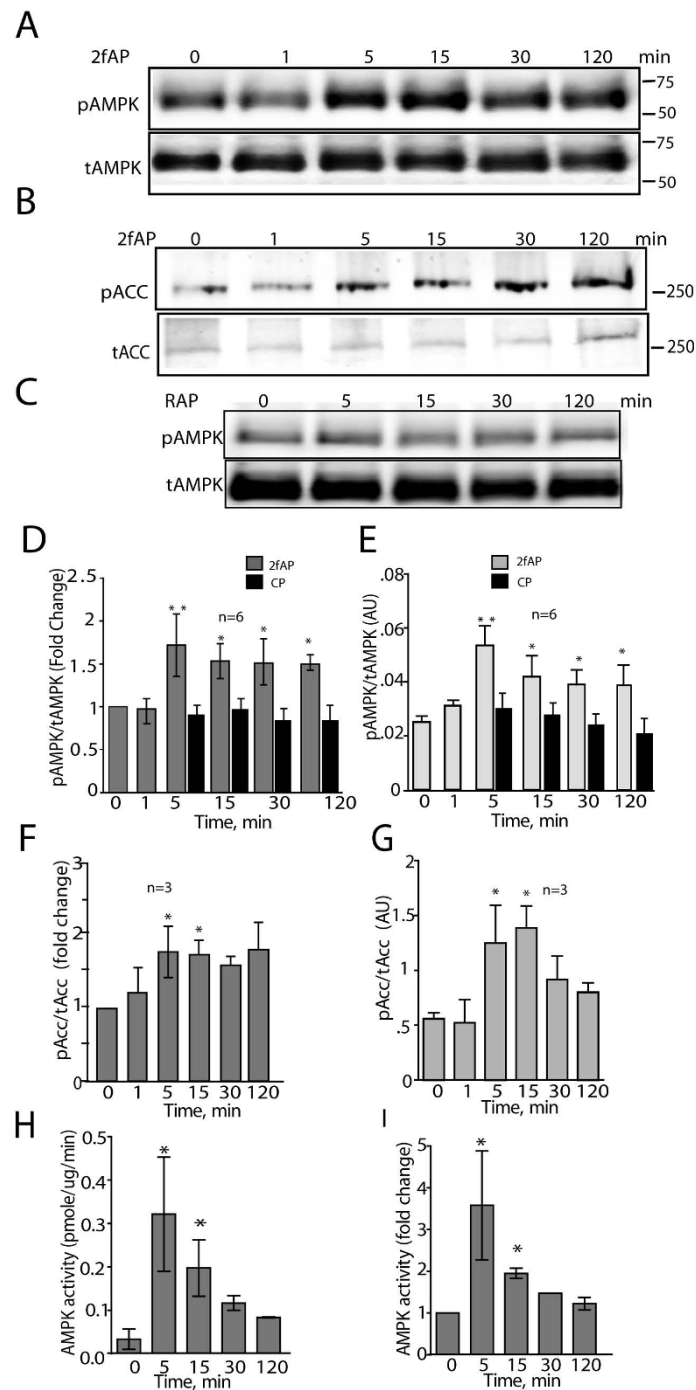 A
2fAP 0 1 5 15 30 120 min
pAMPK
75
50
tAMPK
75
50
B
2fAP 0 1 5 15 30 120 min
pACC
250
tACC
250
C
RAP 0 5 15 30 120 min
pAMPK
tAMPK
D
2fAP
CP
pAMPK/tAMPK (Fold Change)
2.5
2
1.5
1
0.5
0
* *
n=6
*
*
*
0 1 5 15 30 120
Time, min
E
2fAP
CP
pAMPK/tAMPK (AU)
.08
.06
0.04
0.02
0
* *
n=6
*
*
*
0 1 5 15 30 120
Time, min
F
pAcc/tAcc (fold change)
3
2
1
0
n=3
*
*
0 1 5 15 30 120
Time, min
G
pAcc/tAcc (AU)
2
1.5
1
.5
0
*
*
n=3
0 1 5 15 30 120
Time, min
H
AMPK activity (pmole/ug/min)
0.5
0.4
0.3
0.2
0.1
0.0
*
*
0 5 15 30 120
Time, min
I
AMPK activity (fold change)
5
4
3
2
1
0
*
*
0 5 15 30 120
Time, min